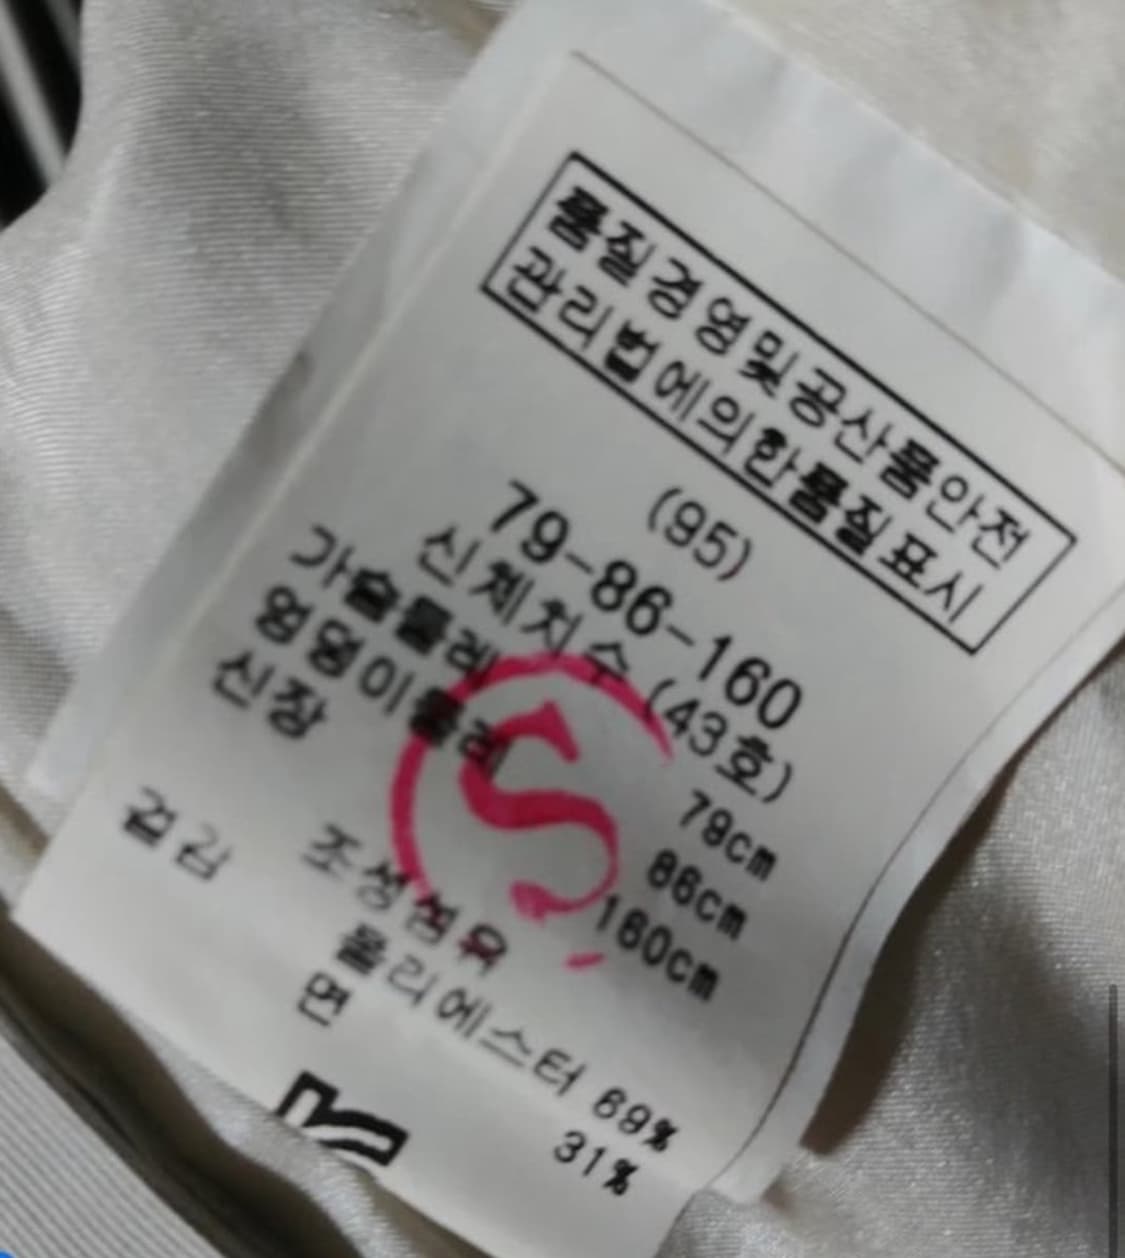 품질경영및공산품안전
관리법에의한품질표시
(95)
79-86-160
신체치수 (43호)
가슴둘레 79cm
엉덩이둘레 86cm
신장 160cm
S
겉감 조성섬유
폴리에스터 69%
면 31%